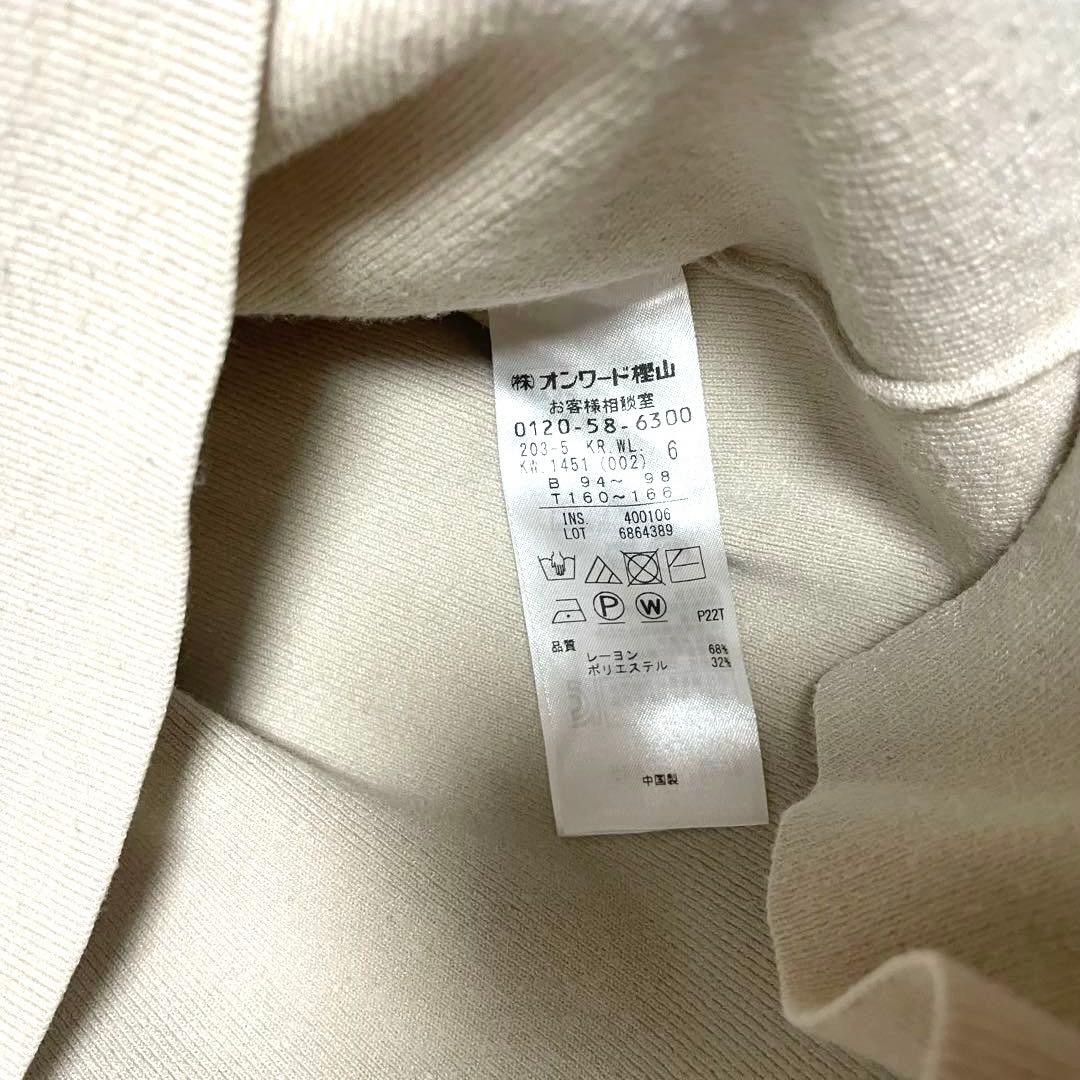 (株)オンワード樫山
お客様相談室
0120-58-6300
203-5 KR.WL. 6
KW.1451 (002)
B 94～ 98
T160～166
INS. 400106
LOT 6864389
P W P22T
品質
レーヨン 68%
ポリエステル 32%
中国製